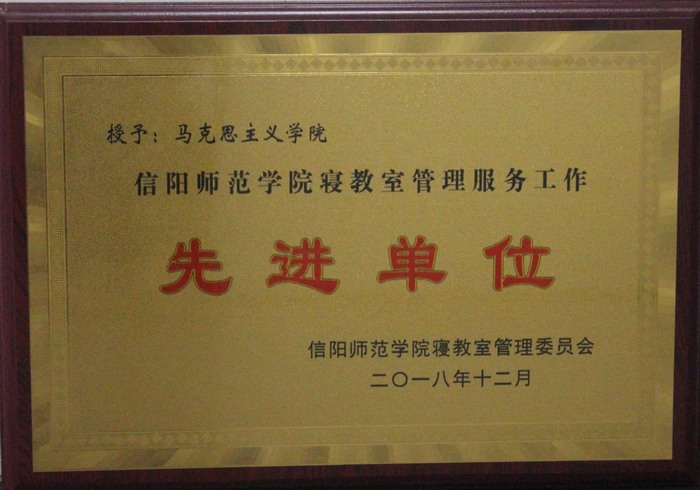 授予：马克思主义学院
信阳师范学院寝教室管理服务工作
先进单位
信阳师范学院寝教室管理委员会
二〇一八年十二月